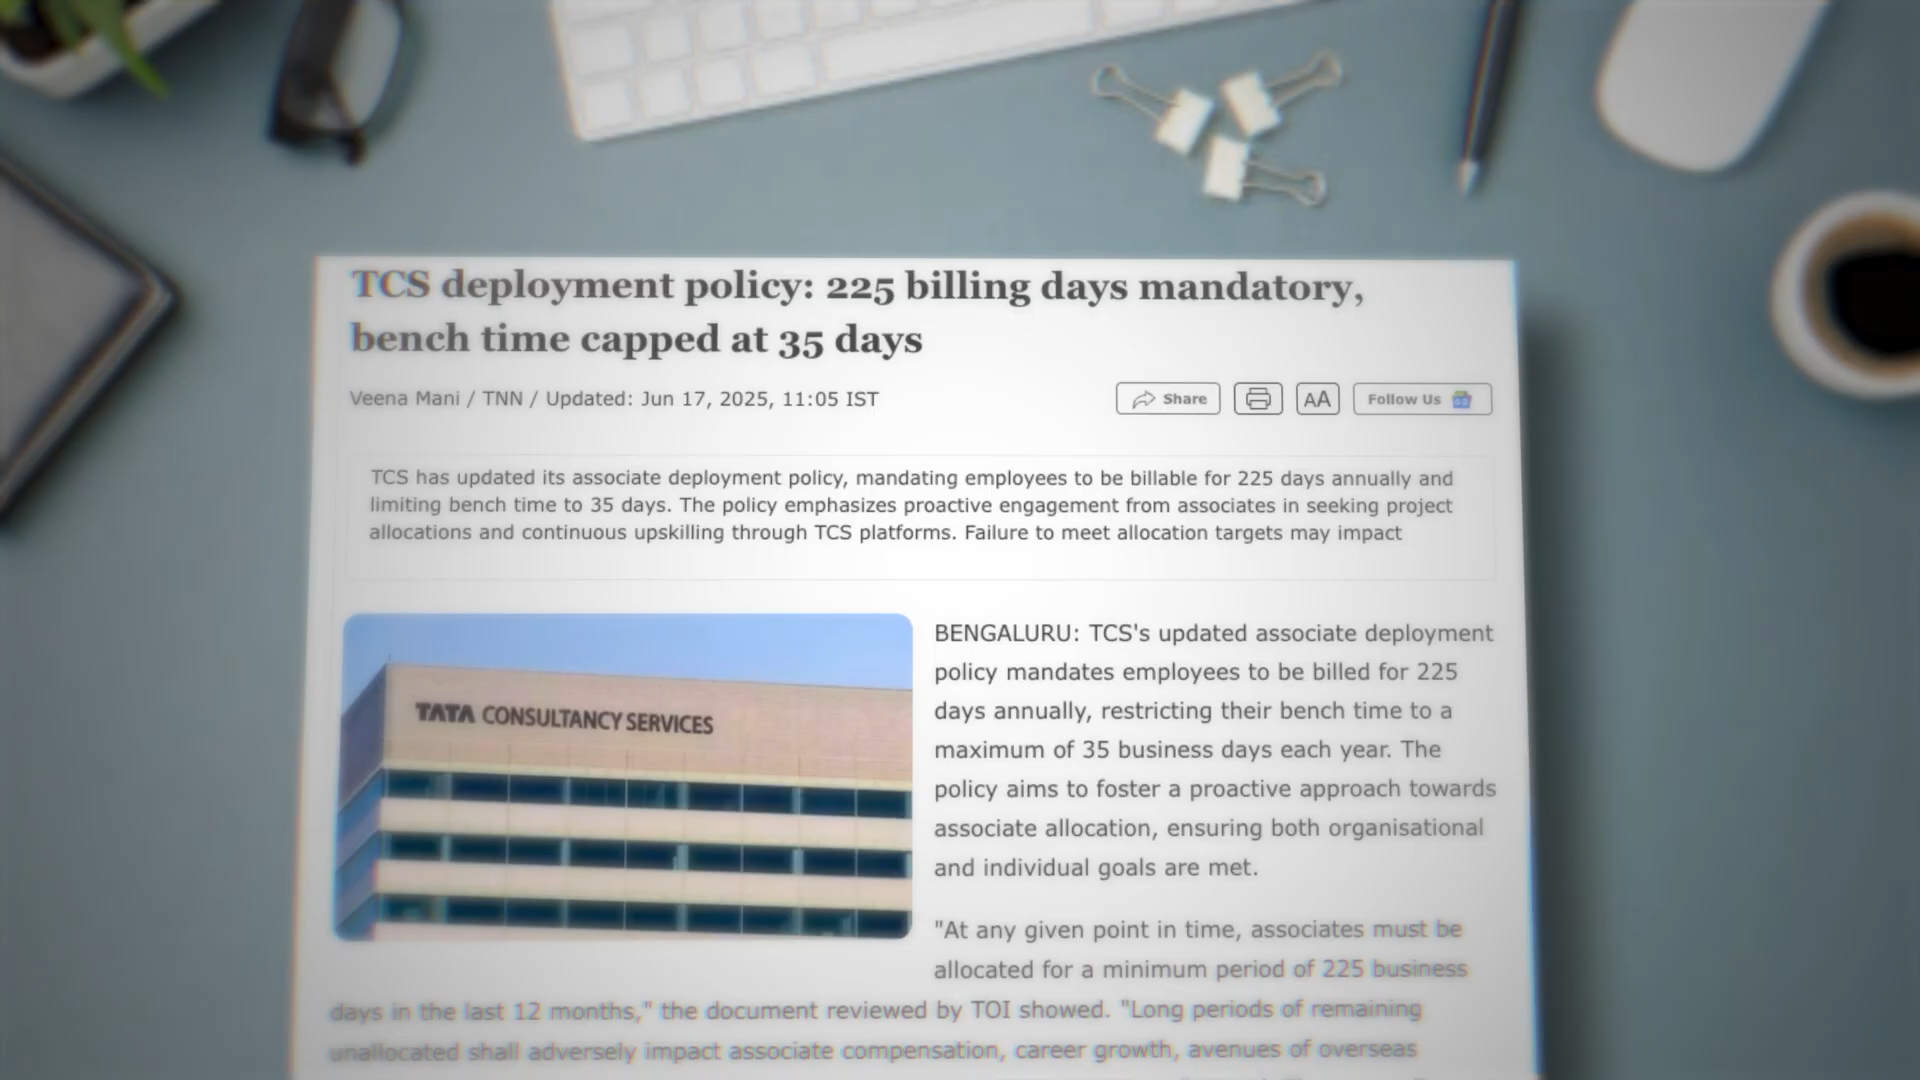 TCS deployment policy: 225 billing days mandatory,
bench time capped at 35 days
Veena Mani / TNN / Updated: Jun 17, 2025, 11:05 IST
Share
AA
Follow Us
TCS has updated its associate deployment policy, mandating employees to be billable for 225 days annually and
limiting bench time to 35 days. The policy emphasizes proactive engagement from associates in seeking project
allocations and continuous upskilling through TCS platforms. Failure to meet allocation targets may impact
TATA CONSULTANCY SERVICES
BENGALURU: TCS's updated associate deployment
policy mandates employees to be billed for 225
days annually, restricting their bench time to a
maximum of 35 business days each year. The
policy aims to foster a proactive approach towards
associate allocation, ensuring both organisational
and individual goals are met.
"At any given point in time, associates must be
allocated for a minimum period of 225 business
days in the last 12 months," the document reviewed by TOI showed. "Long periods of remaining
unallocated shall adversely impact associate compensation, career growth, avenues of overseas